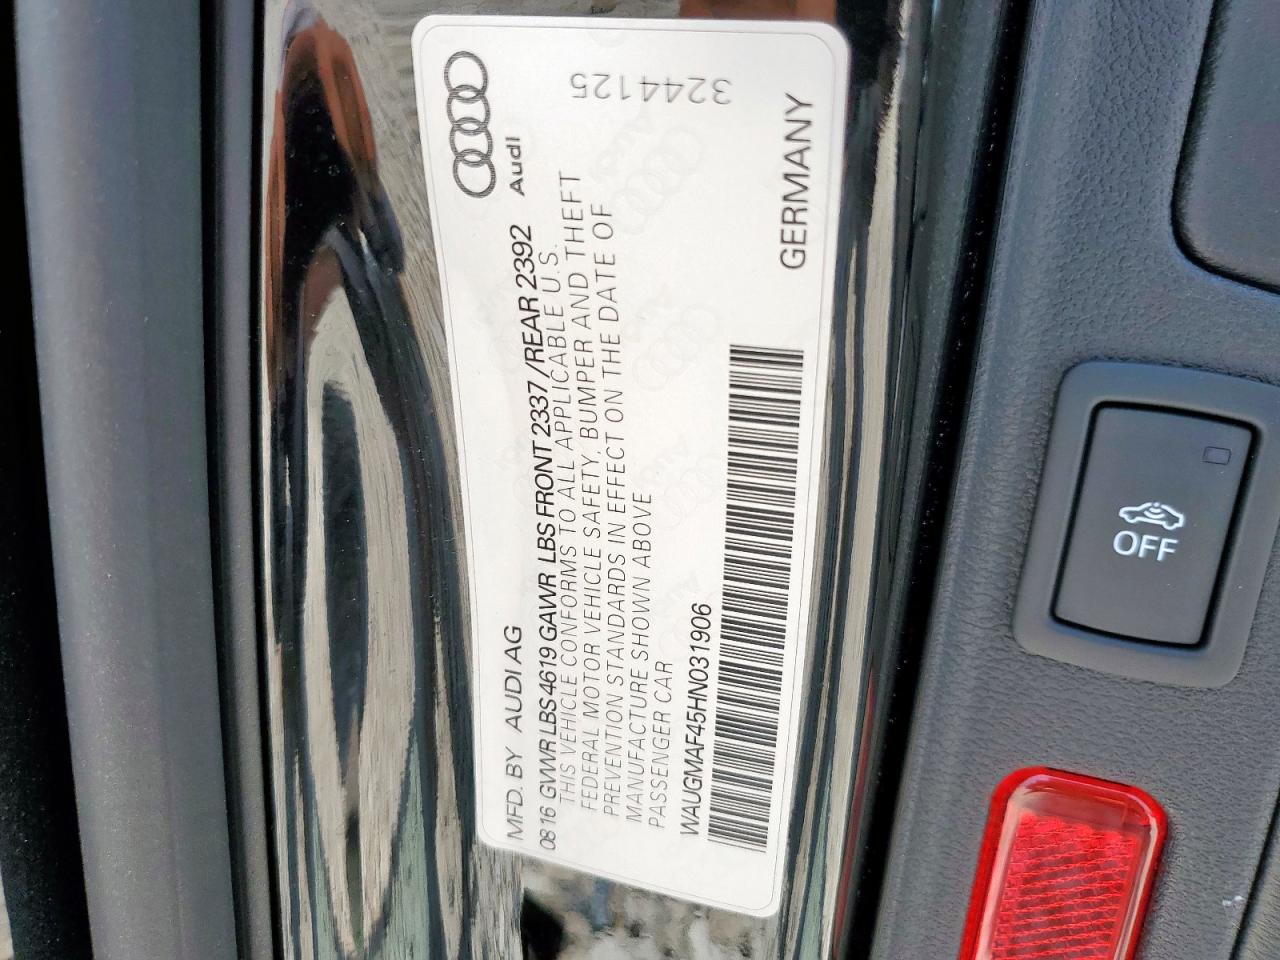 Audi
3244125
MFD. BY AUDI AG
0816 GVWR LBS 4619 GAWR LBS FRONT 2337/REAR 2392
THIS VEHICLE CONFORMS TO ALL APPLICABLE U.S.
FEDERAL MOTOR VEHICLE SAFETY, BUMPER AND THEFT
PREVENTION STANDARDS IN EFFECT ON THE DATE OF
MANUFACTURE SHOWN ABOVE
PASSENGER CAR
WAUGMAF45HN031906
GERMANY
OFF